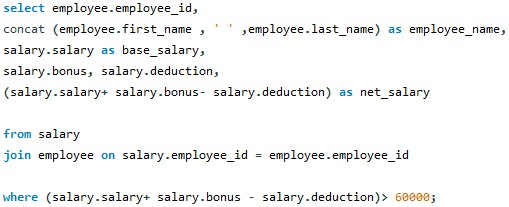 select employee.employee_id,
concat (employee.first_name , ' ' ,employee.last_name) as employee_name,
salary.salary as base_salary,
salary.bonus, salary.deduction,
(salary.salary+ salary.bonus- salary.deduction) as net_salary
from salary
join employee on salary.employee_id = employee.employee_id
where (salary.salary+ salary.bonus - salary.deduction)> 60000;